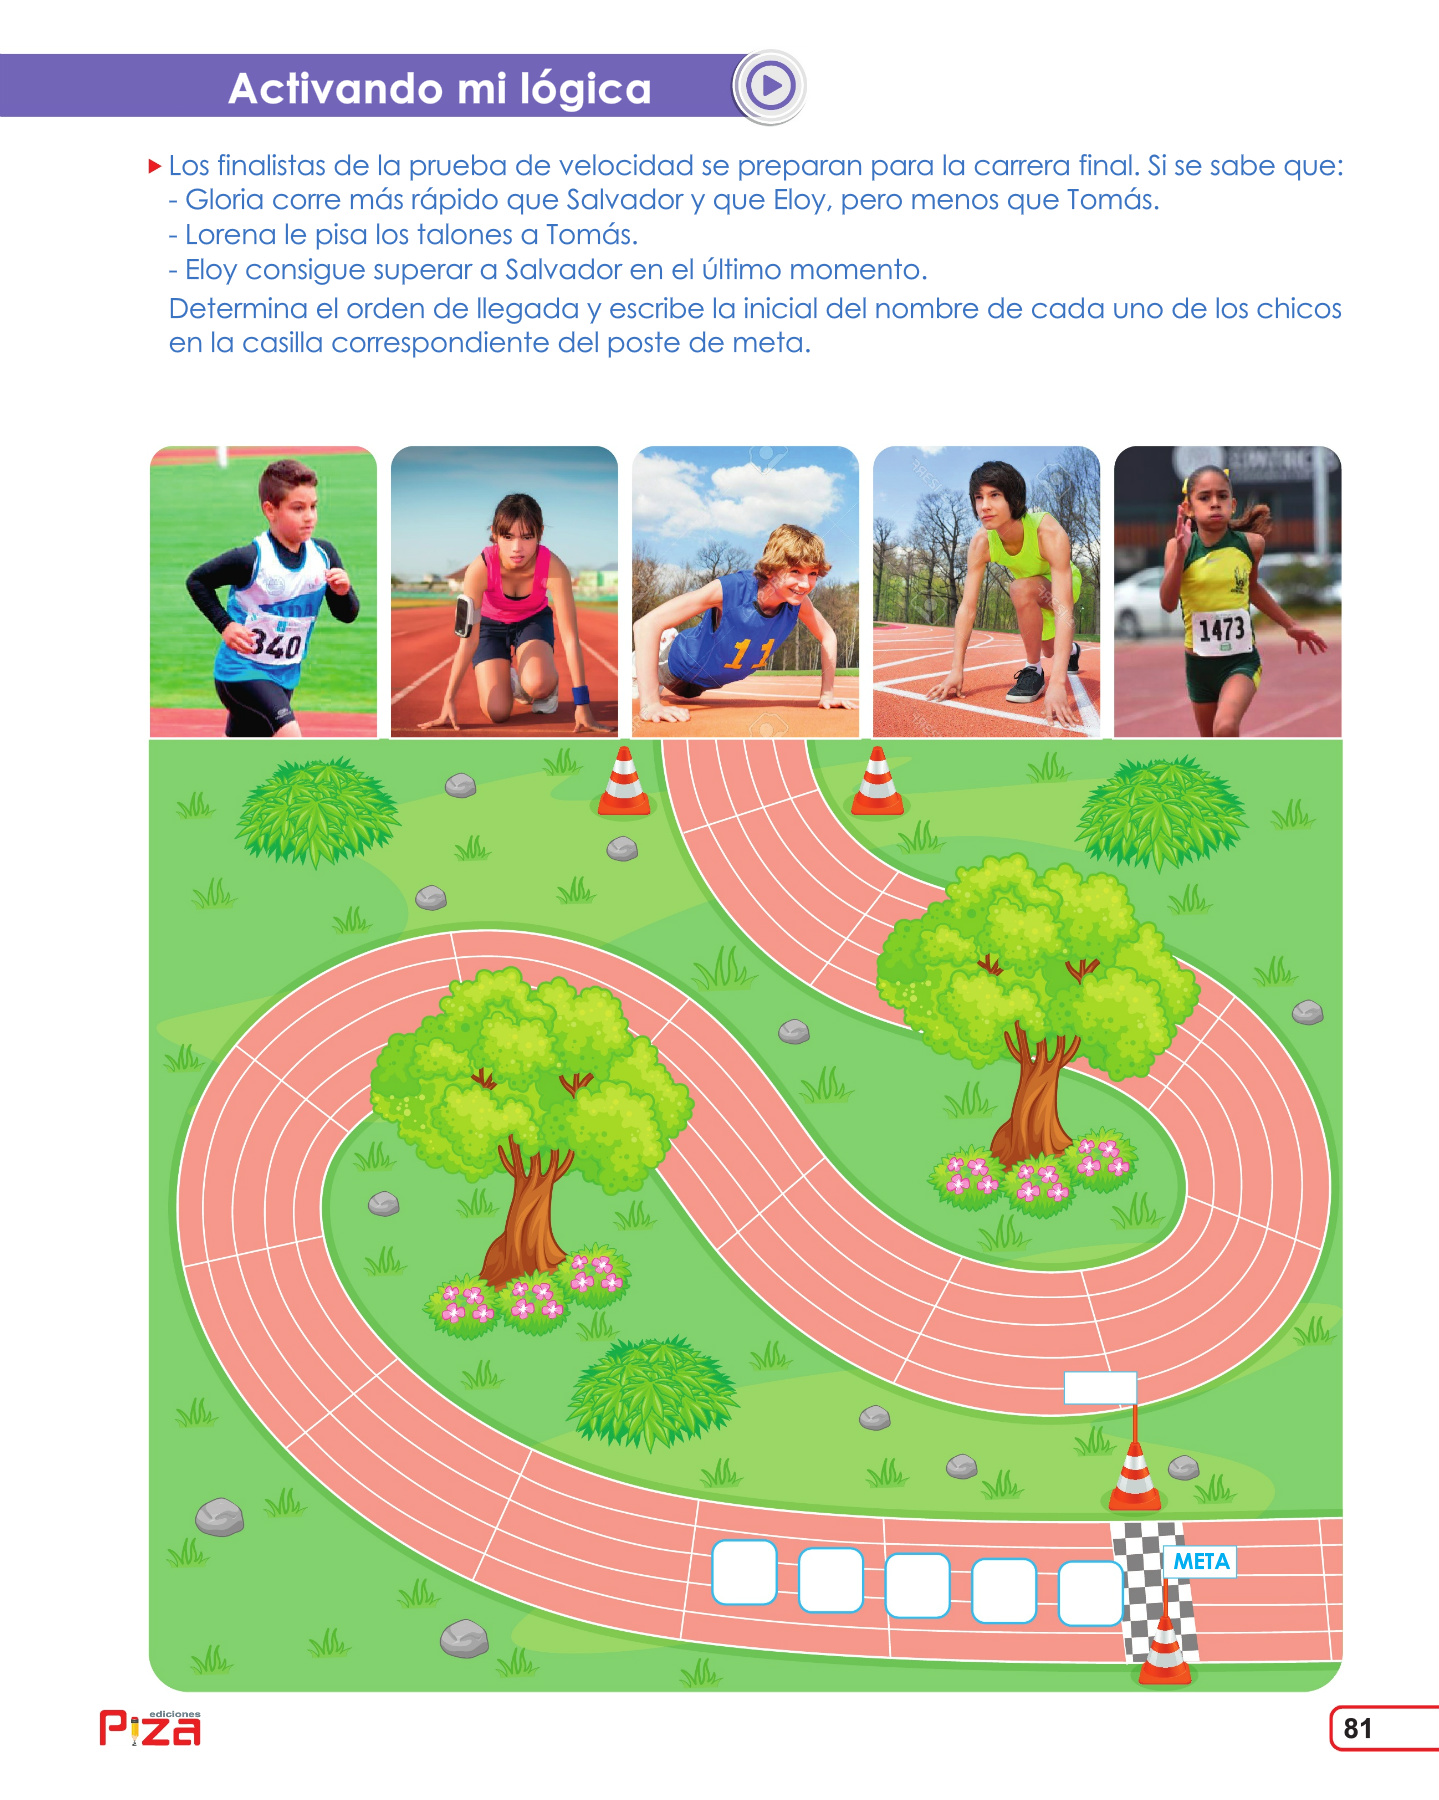 Activando mi lógica
Los finalistas de la prueba de velocidad se preparan para la carrera final. Si se sabe que:
- Gloria corre más rápido que Salvador y que Eloy, pero menos que Tomás.
- Lorena le pisa los talones a Tomás.
- Eloy consigue superar a Salvador en el último momento.
Determina el orden de llegada y escribe la inicial del nombre de cada uno de los chicos
en la casilla correspondiente del poste de meta.
340
11
1473
META
ediciones
Piza
81